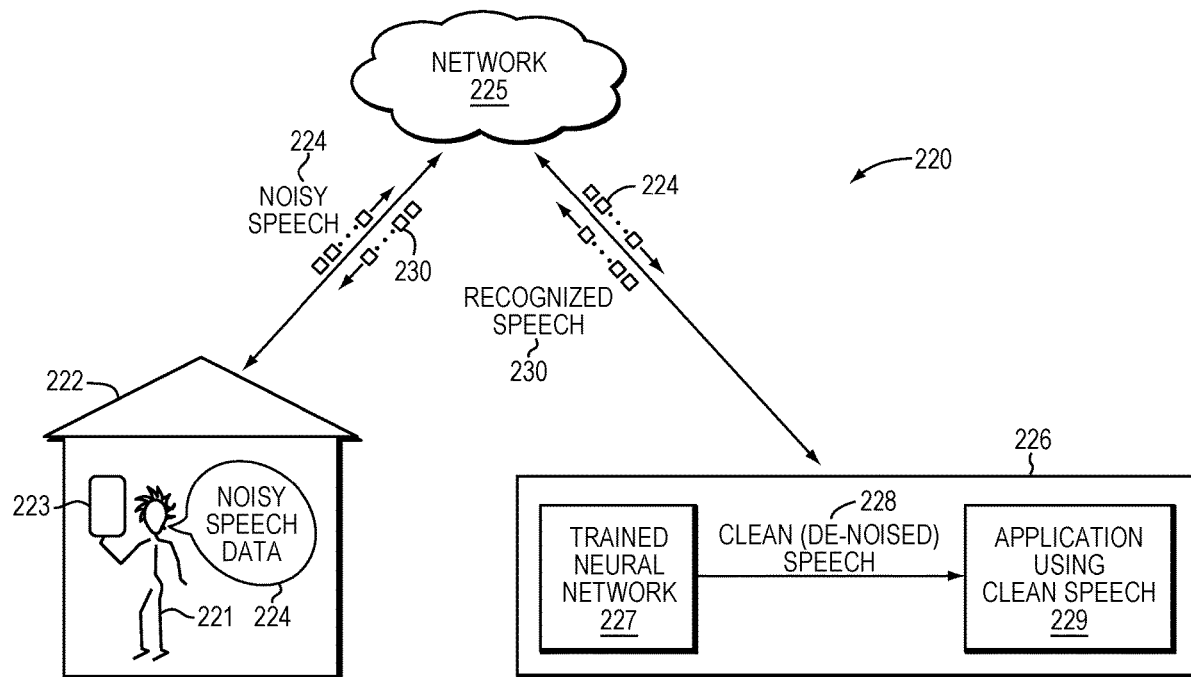 NETWORK
225
224
NOISY
SPEECH
220
224
230
RECOGNIZED
SPEECH
230
222
223
NOISY
SPEECH
DATA
221
224
226
TRAINED
NEURAL
NETWORK
227
228
CLEAN (DE-NOISED)
SPEECH
APPLICATION
USING
CLEAN SPEECH
229